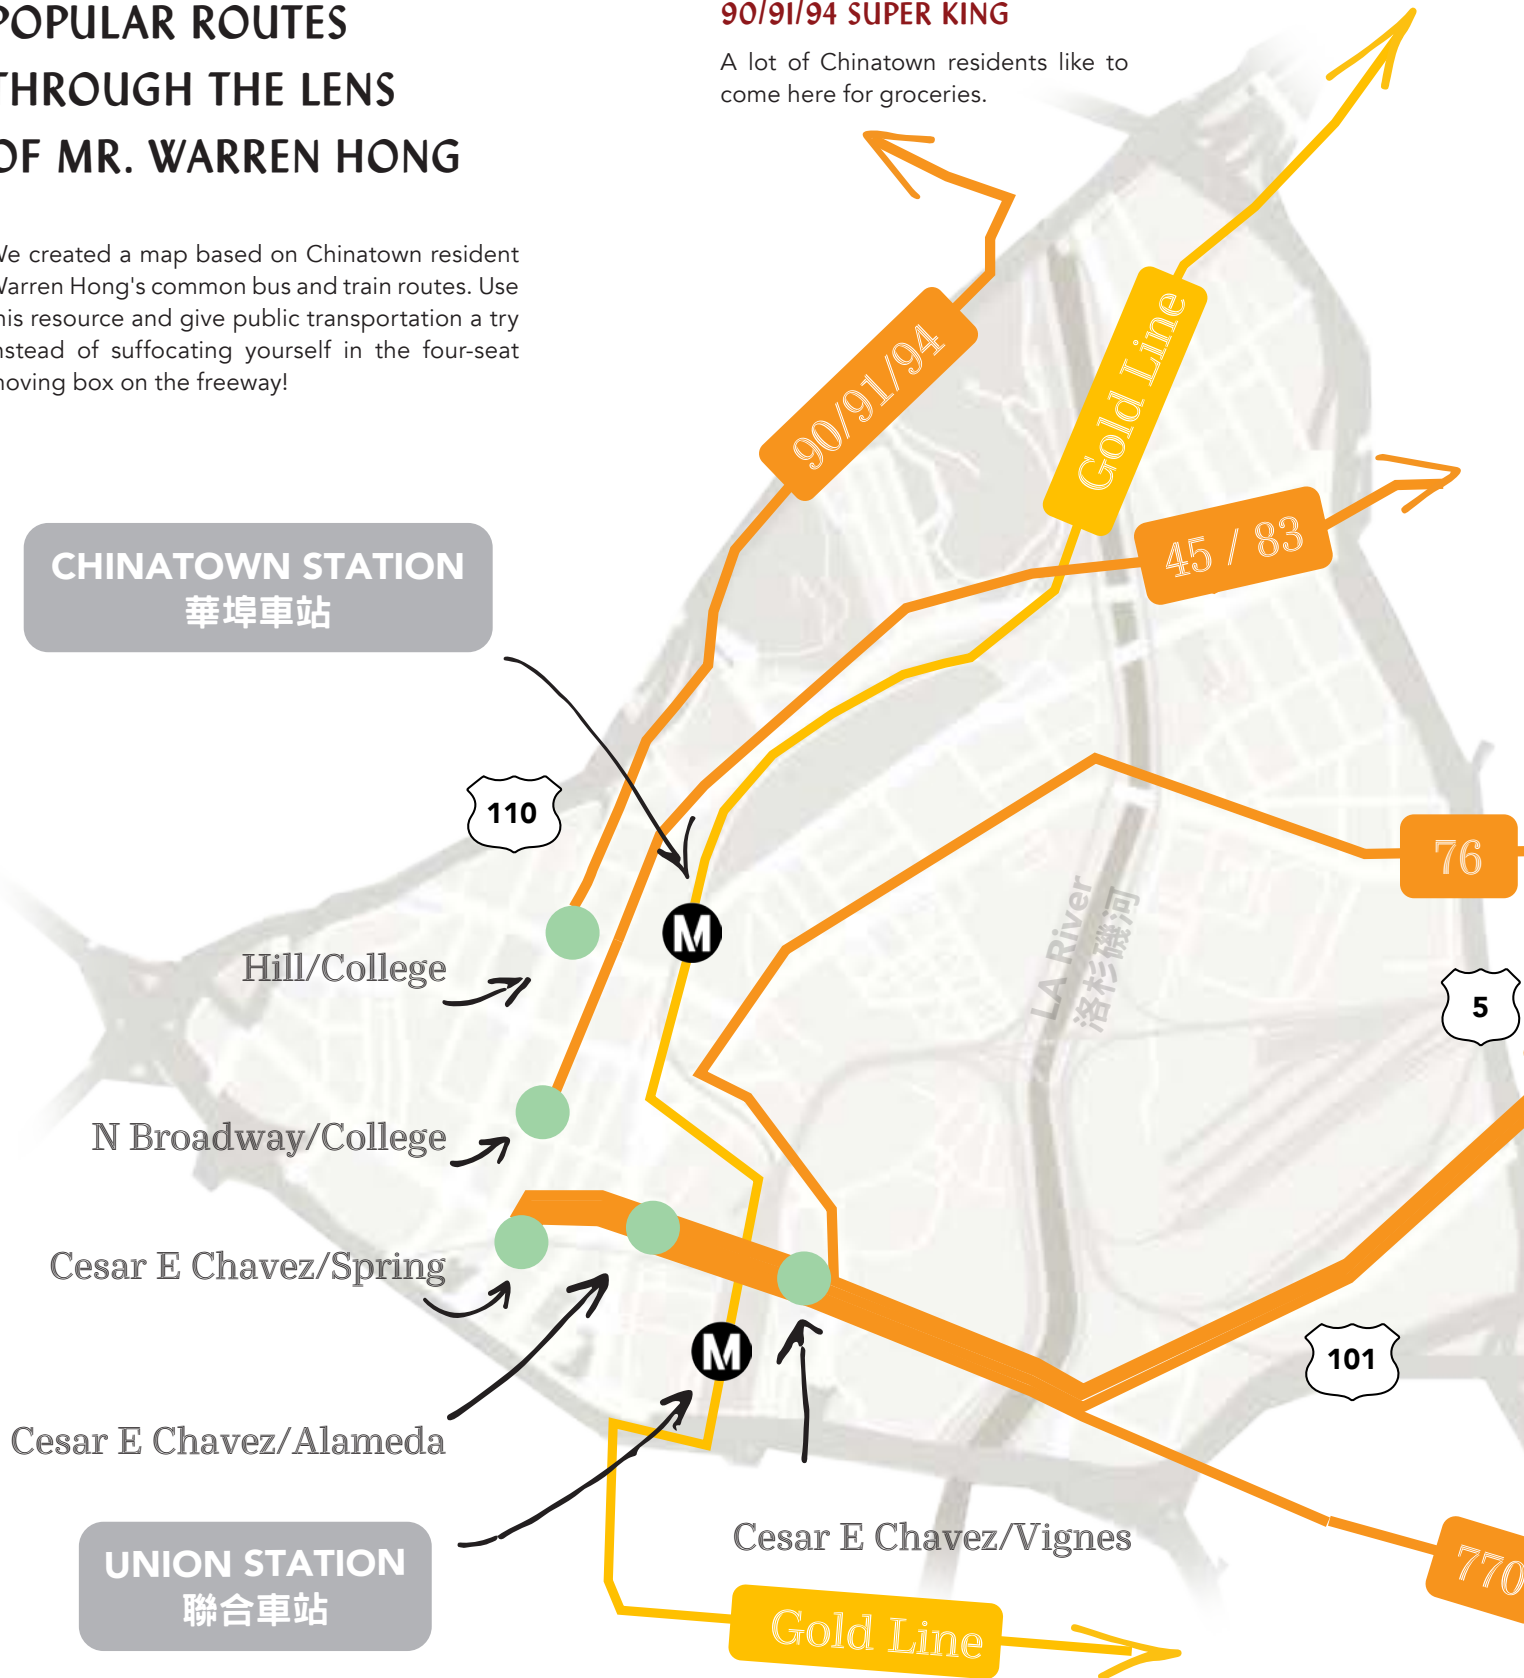 POPULAR ROUTES
THROUGH THE LENS
OF MR. WARREN HONG
We created a map based on Chinatown resident
Warren Hong's common bus and train routes. Use
this resource and give public transportation a try
instead of suffocating yourself in the four-seat
moving box on the freeway!
90/91/94 SUPER KING
A lot of Chinatown residents like to
come here for groceries.
90/91/94
Gold Line
45 / 83
CHINATOWN STATION
華埠車站
110
76
LA River
洛杉磯河
Hill/College
M
5
N Broadway/College
Cesar E Chavez/Spring
M
101
Cesar E Chavez/Alameda
Cesar E Chavez/Vignes
770
UNION STATION
聯合車站
Gold Line